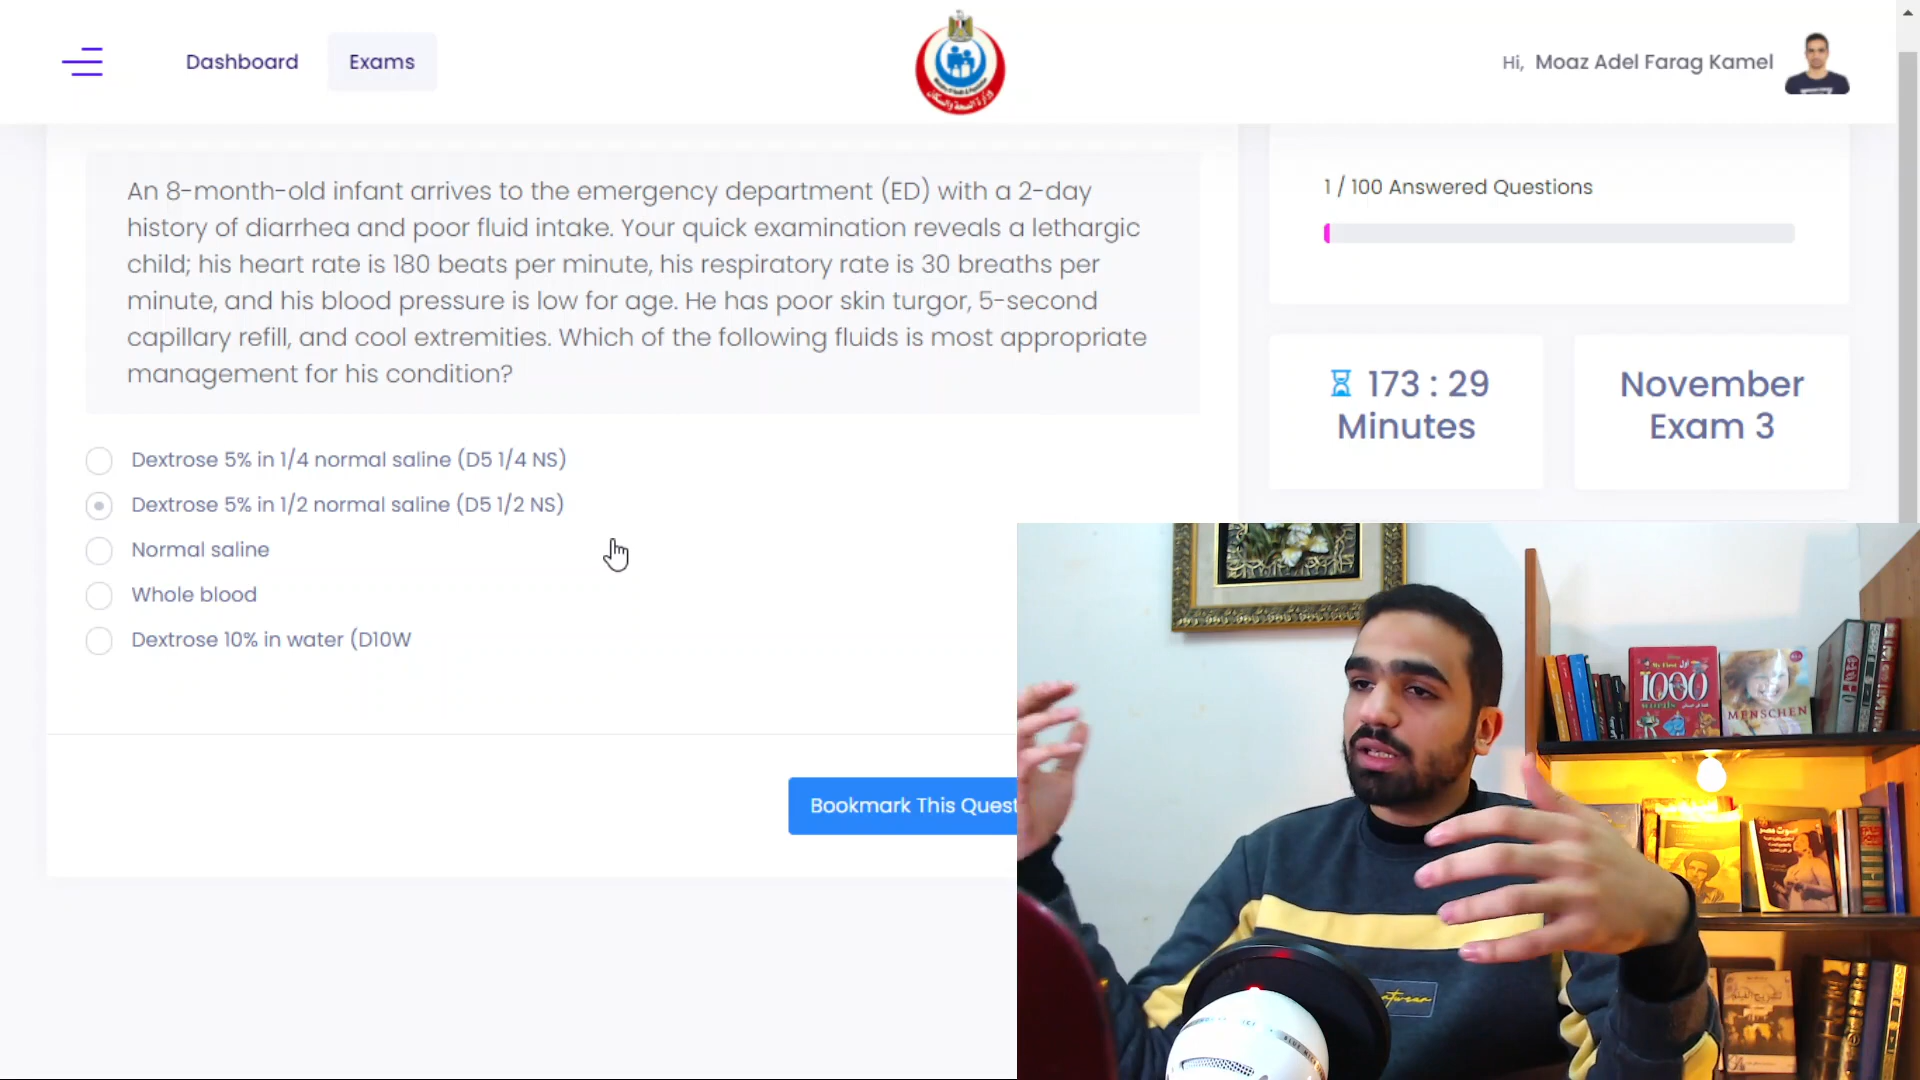 Dashboard
Exams
Hi, Moaz Adel Farag Kamel
An 8-month-old infant arrives to the emergency department (ED) with a 2-day
history of diarrhea and poor fluid intake. Your quick examination reveals a lethargic
child; his heart rate is 180 beats per minute, his respiratory rate is 30 breaths per
minute, and his blood pressure is low for age. He has poor skin turgor, 5-second
capillary refill, and cool extremities. Which of the following fluids is most appropriate
management for his condition?
Dextrose 5% in 1/4 normal saline (D5 1/4 NS)
Dextrose 5% in 1/2 normal saline (D5 1/2 NS)
Normal saline
Whole blood
Dextrose 10% in water (D10W
Bookmark This Quest
1 / 100 Answered Questions
173 : 29
Minutes
November
Exam 3
1000
words
MENSCHEN